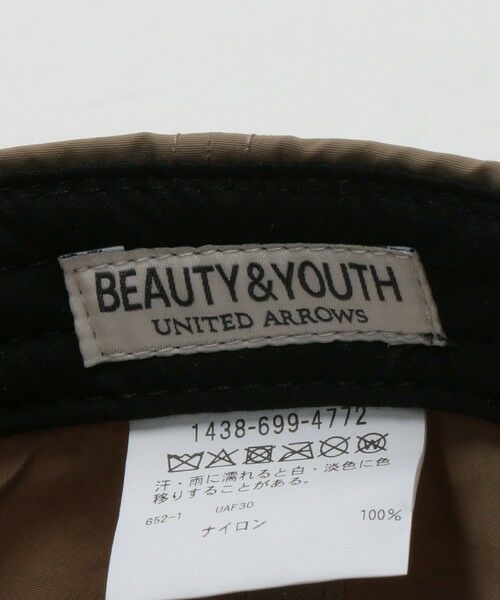 BEAUTY&YOUTH
UNITED ARROWS
1438-699-4772
汗・雨に濡れると白・淡色に色
移りすることがある。
652-1 UAF30
ナイロン 100%